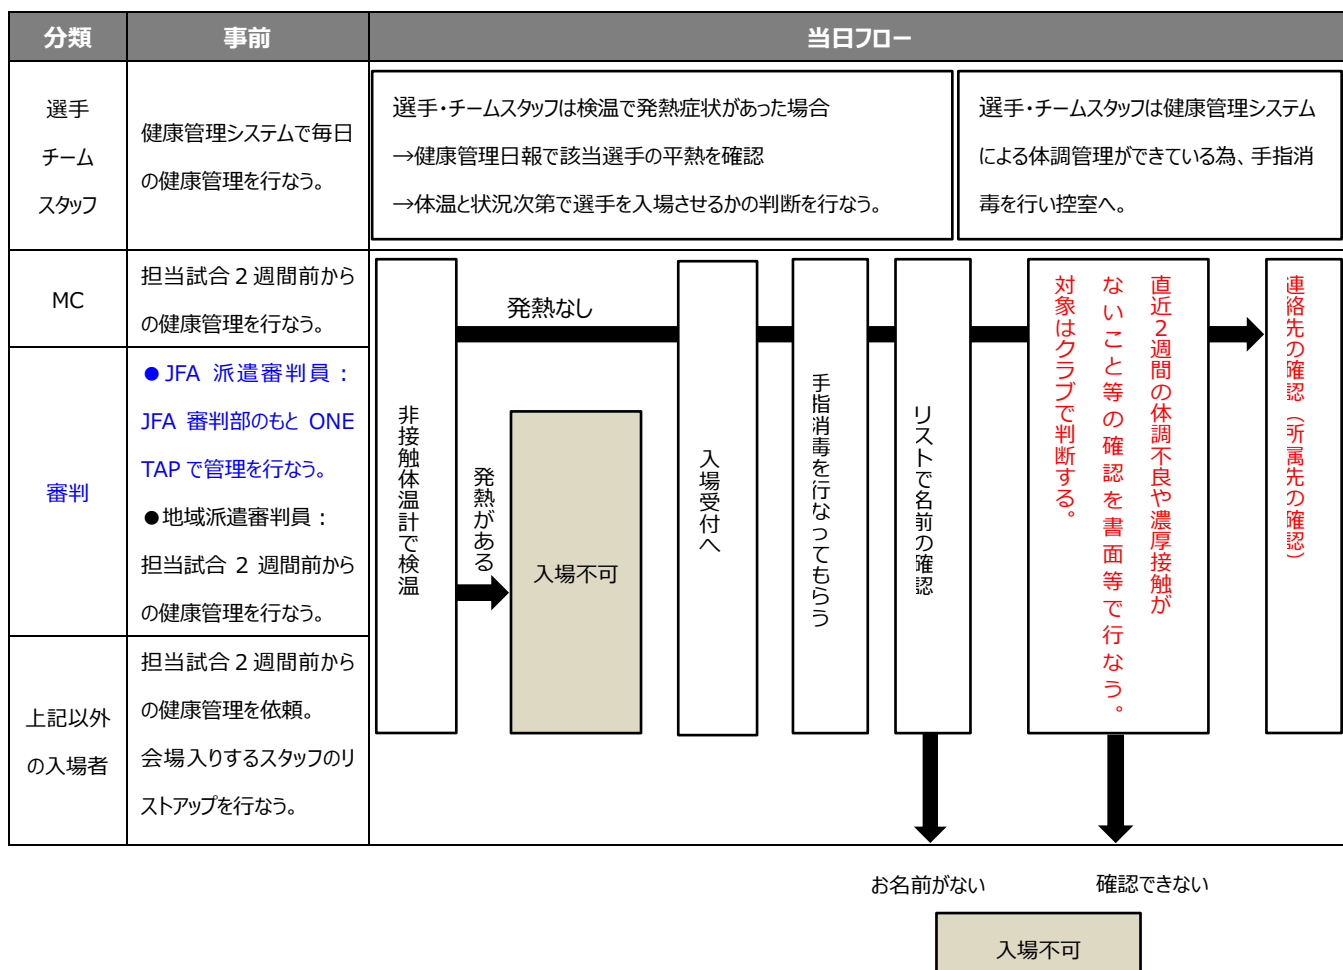 分類
事前
当日フロー
選手
チーム
スタッフ
健康管理システムで毎日
の健康管理を行なう。
選手・チームスタッフは検温で発熱症状があった場合
→健康管理日報で該当選手の平熱を確認
→体温と状況次第で選手を入場させるかの判断を行なう。
選手・チームスタッフは健康管理システム
による体調管理ができている為、手指消
毒を行い控室へ。
MC
担当試合2週間前から
の健康管理を行なう。
審判
●JFA 派遣審判員：
JFA 審判部のもと ONE
TAPで管理を行なう。
●地域派遣審判員：
担当試合 2 週間前から
の健康管理を行なう。
上記以外
の入場者
担当試合2週間前から
の健康管理を依頼。
会場入りするスタッフのリ
ストアップを行なう。
非接触体温計で検温
発熱なし
発熱がある
入場不可
入場受付へ
手指消毒を行なってもらう
リストで名前の確認
直近2週間の体調不良や濃厚接触が
ないこと等の確認を書面等で行なう。
対象はクラブで判断する。
連絡先の確認（所属先の確認）
お名前がない
確認できない
入場不可